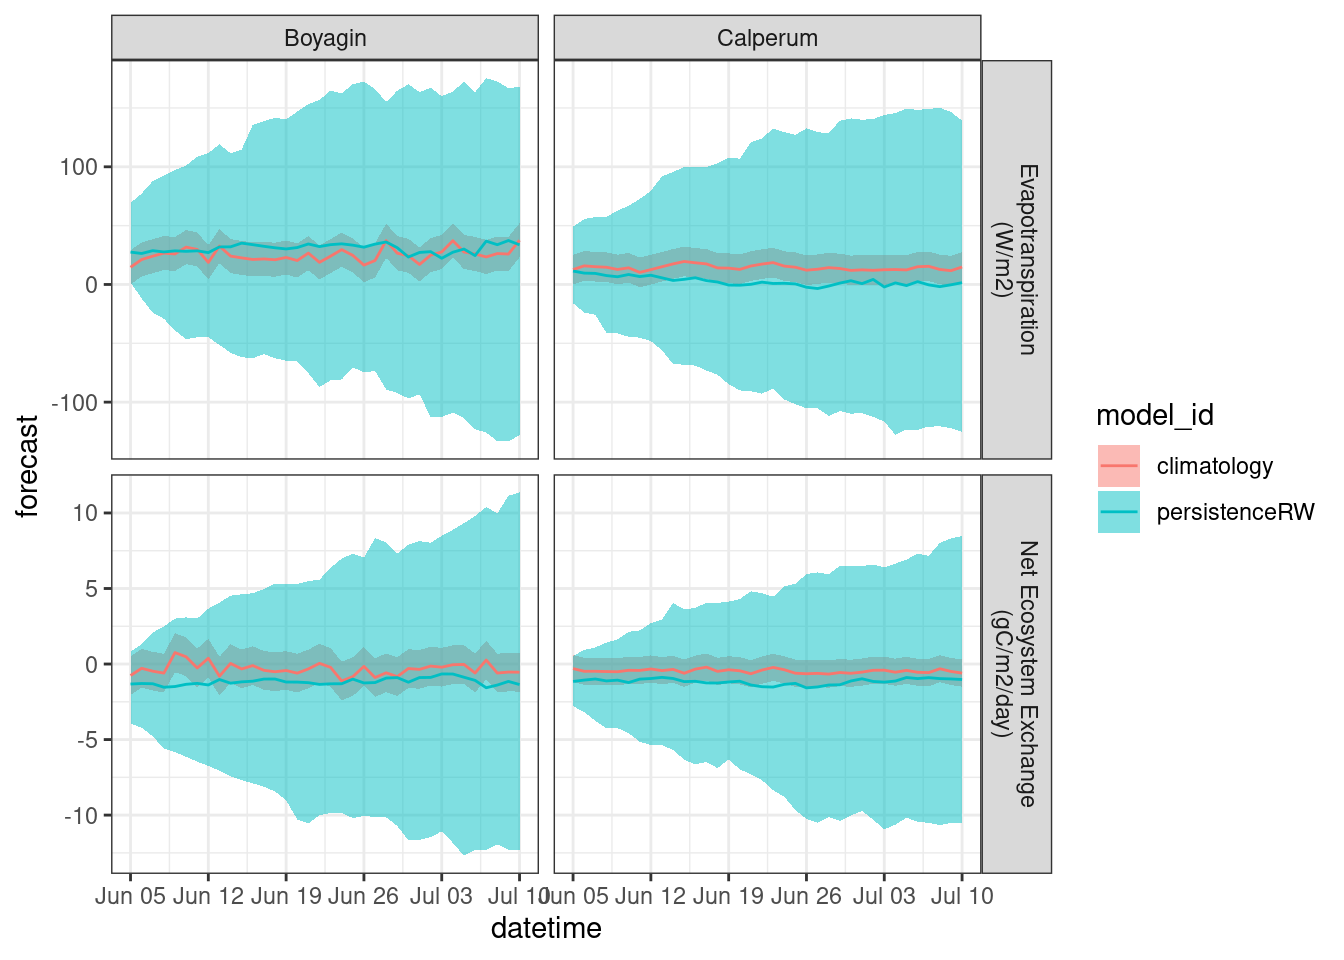 Boyagin
Calperum
100
0
-100
Evapotranspiration
(W/m2)
10
5
0
-5
-10
Net Ecosystem Exchange
(gC/m2/day)
forecast
Jun 05 Jun 12 Jun 19 Jun 26 Jul 03 Jul 10
Jun 05 Jun 12 Jun 19 Jun 26 Jul 03 Jul 10
datetime
model_id
climatology
persistenceRW